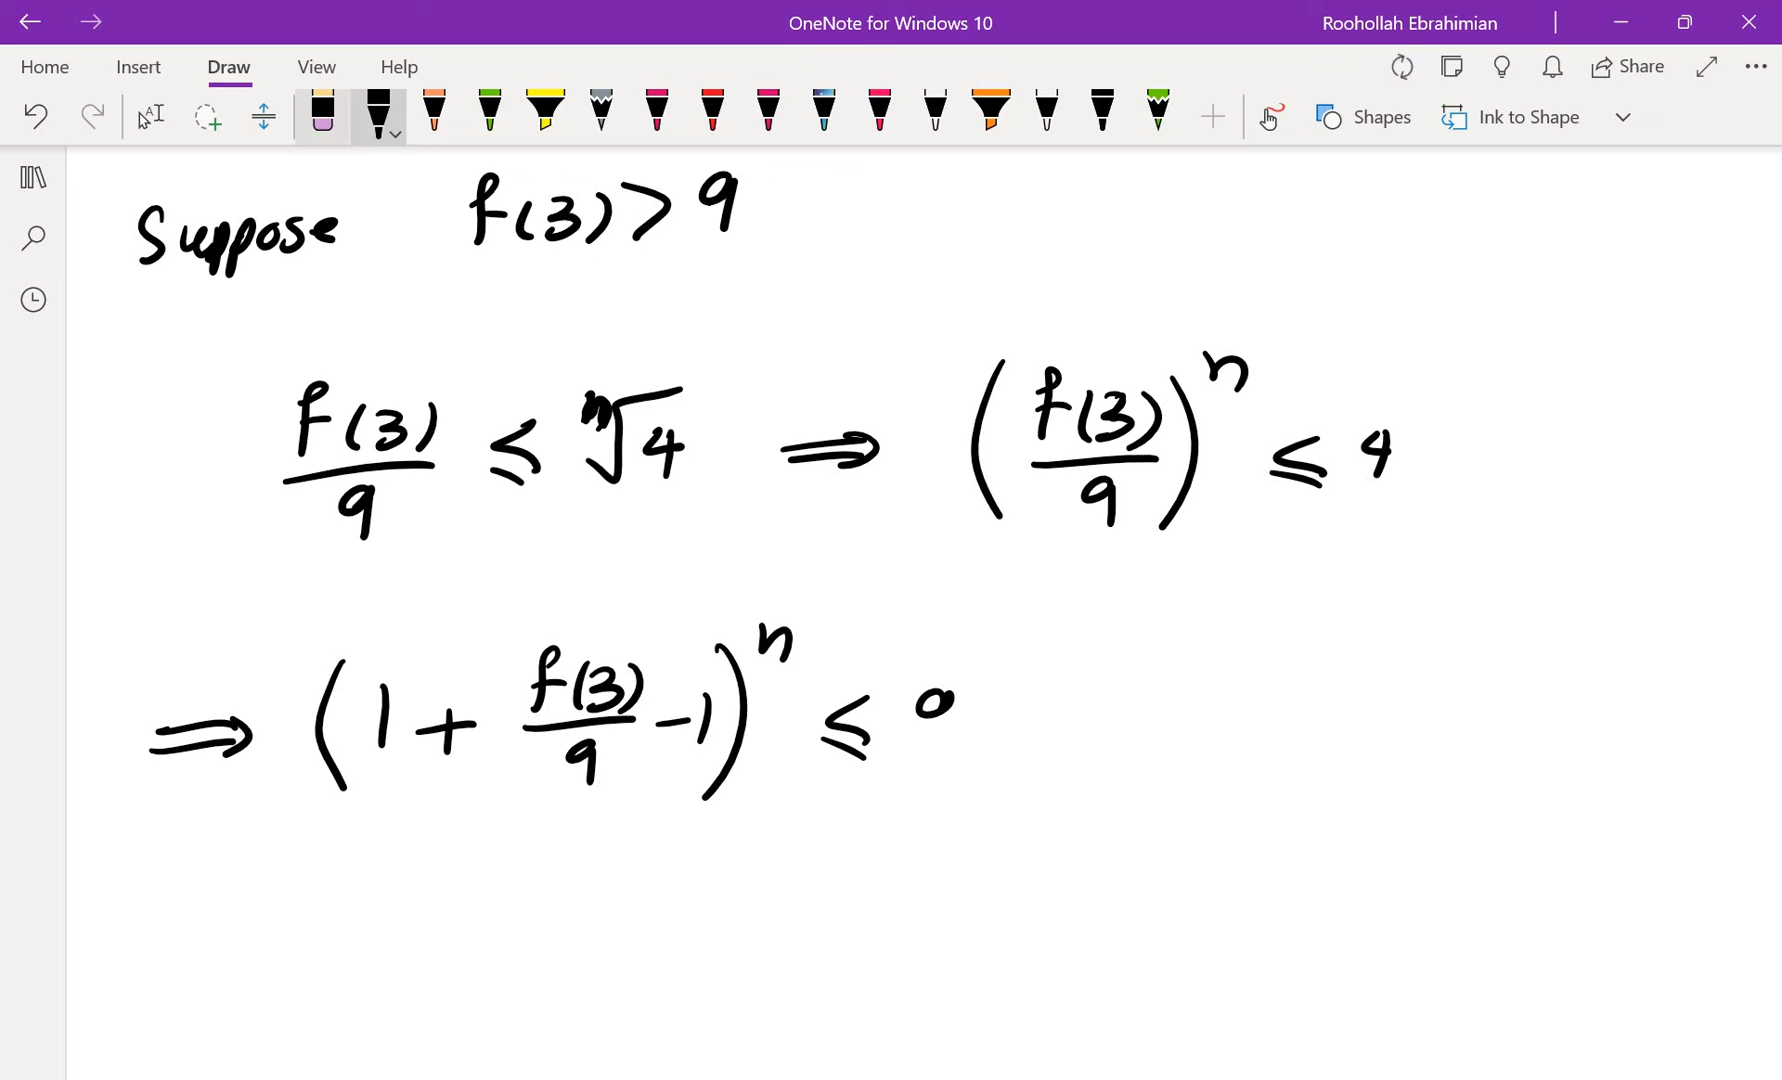 OneNote for Windows 10
Roohollah Ebrahimian
Home Insert Draw View Help
Share
Shapes Ink to Shape
Suppose f(3) > 9
f(3)/9 ≤ ⁿ√4 ⟹ (f(3)/9)ⁿ ≤ 4
⟹ (1 + f(3)/9 - 1)ⁿ ≤